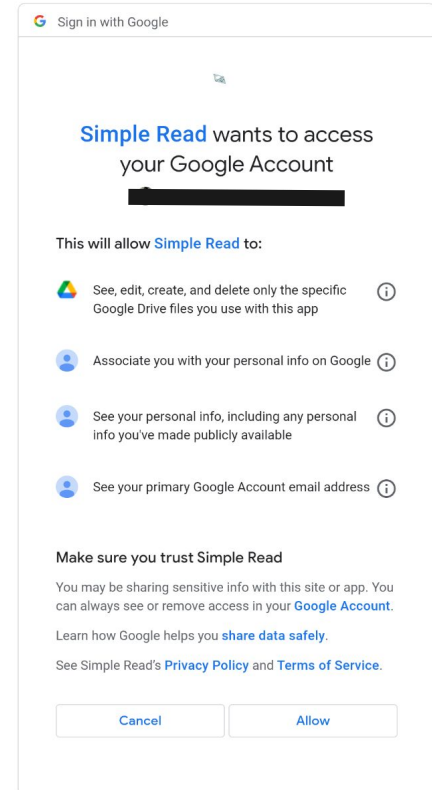 Sign in with Google
Simple Read wants to access
your Google Account
This will allow Simple Read to:
See, edit, create, and delete only the specific
Google Drive files you use with this app
Associate you with your personal info on Google
See your personal info, including any personal
info you've made publicly available
See your primary Google Account email address
Make sure you trust Simple Read
You may be sharing sensitive info with this site or app. You
can always see or remove access in your Google Account.
Learn how Google helps you share data safely.
See Simple Read's Privacy Policy and Terms of Service.
Cancel Allow